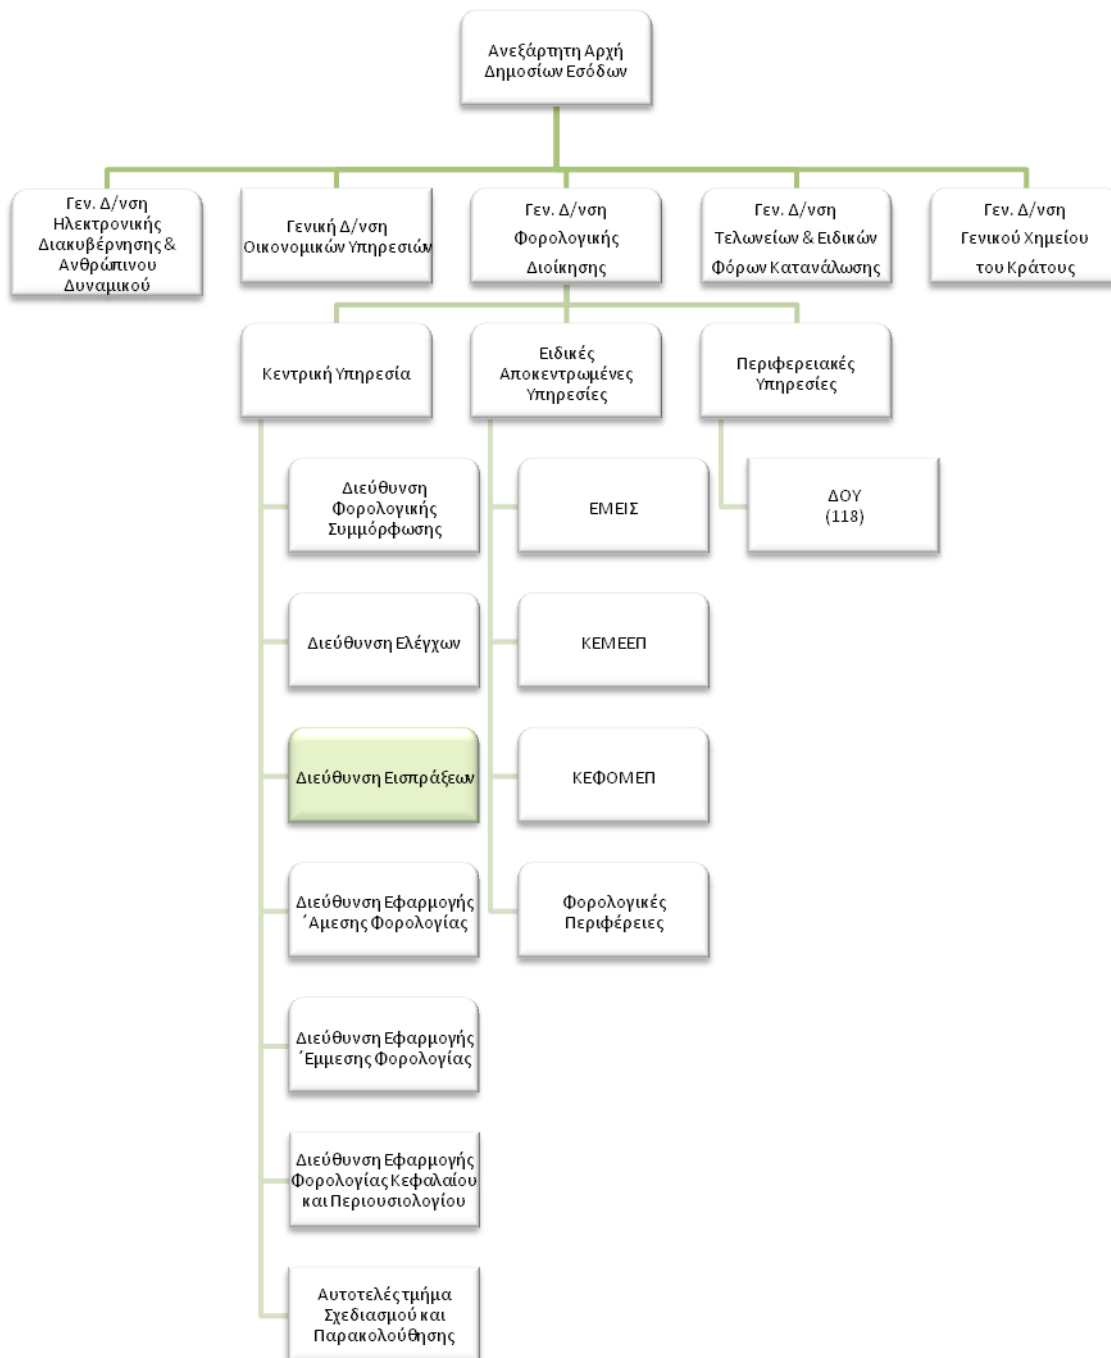 Ανεξάρτητη Αρχή
Δημοσίων Εσόδων
Γεν. Δ/νση
Ηλεκτρονικής
Διακυβέρνησης &
Ανθρώπινου
Δυναμικού
Γενική Δ/νση
Οικονομικών Υπηρεσιών
Γεν. Δ/νση
Φορολογικής
Διοίκησης
Γεν. Δ/νση
Τελωνείων & Ειδικών
Φόρων Κατανάλωσης
Γεν. Δ/νση
Γενικού Χημείου
του Κράτους
Κεντρική Υπηρεσία
Ειδικές
Αποκεντρωμένες
Υπηρεσίες
Περιφερειακές
Υπηρεσίες
Διεύθυνση
Φορολογικής
Συμμόρφωσης
ΕΜΕΙΣ
ΔΟΥ
(118)
Διεύθυνση Ελέγχων
ΚΕΜΕΕΠ
Διεύθυνση Εισπράξεων
ΚΕΦΟΜΕΠ
Διεύθυνση Εφαρμογής
΄Αμεσης Φορολογίας
Φορολογικές
Περιφέρειες
Διεύθυνση Εφαρμογής
΄Εμμεσης Φορολογίας
Διεύθυνση Εφαρμογής
Φορολογίας Κεφαλαίου
και Περιουσιολογίου
Αυτοτελές τμήμα
Σχεδιασμού και
Παρακολούθησης